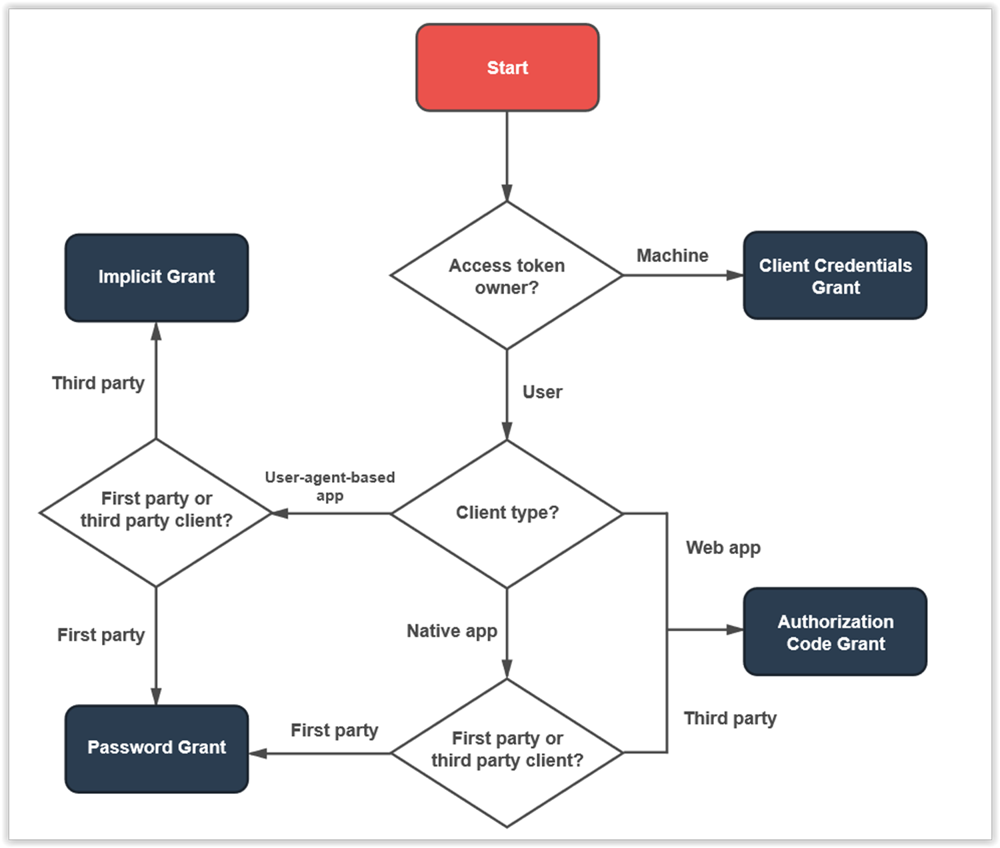 Start
Access token
owner?
Machine
Client Credentials
Grant
Implicit Grant
Third party
User
First party or
third party client?
User-agent-based
app
Client type?
Web app
First party
Native app
Authorization
Code Grant
Third party
Password Grant
First party
First party or
third party client?